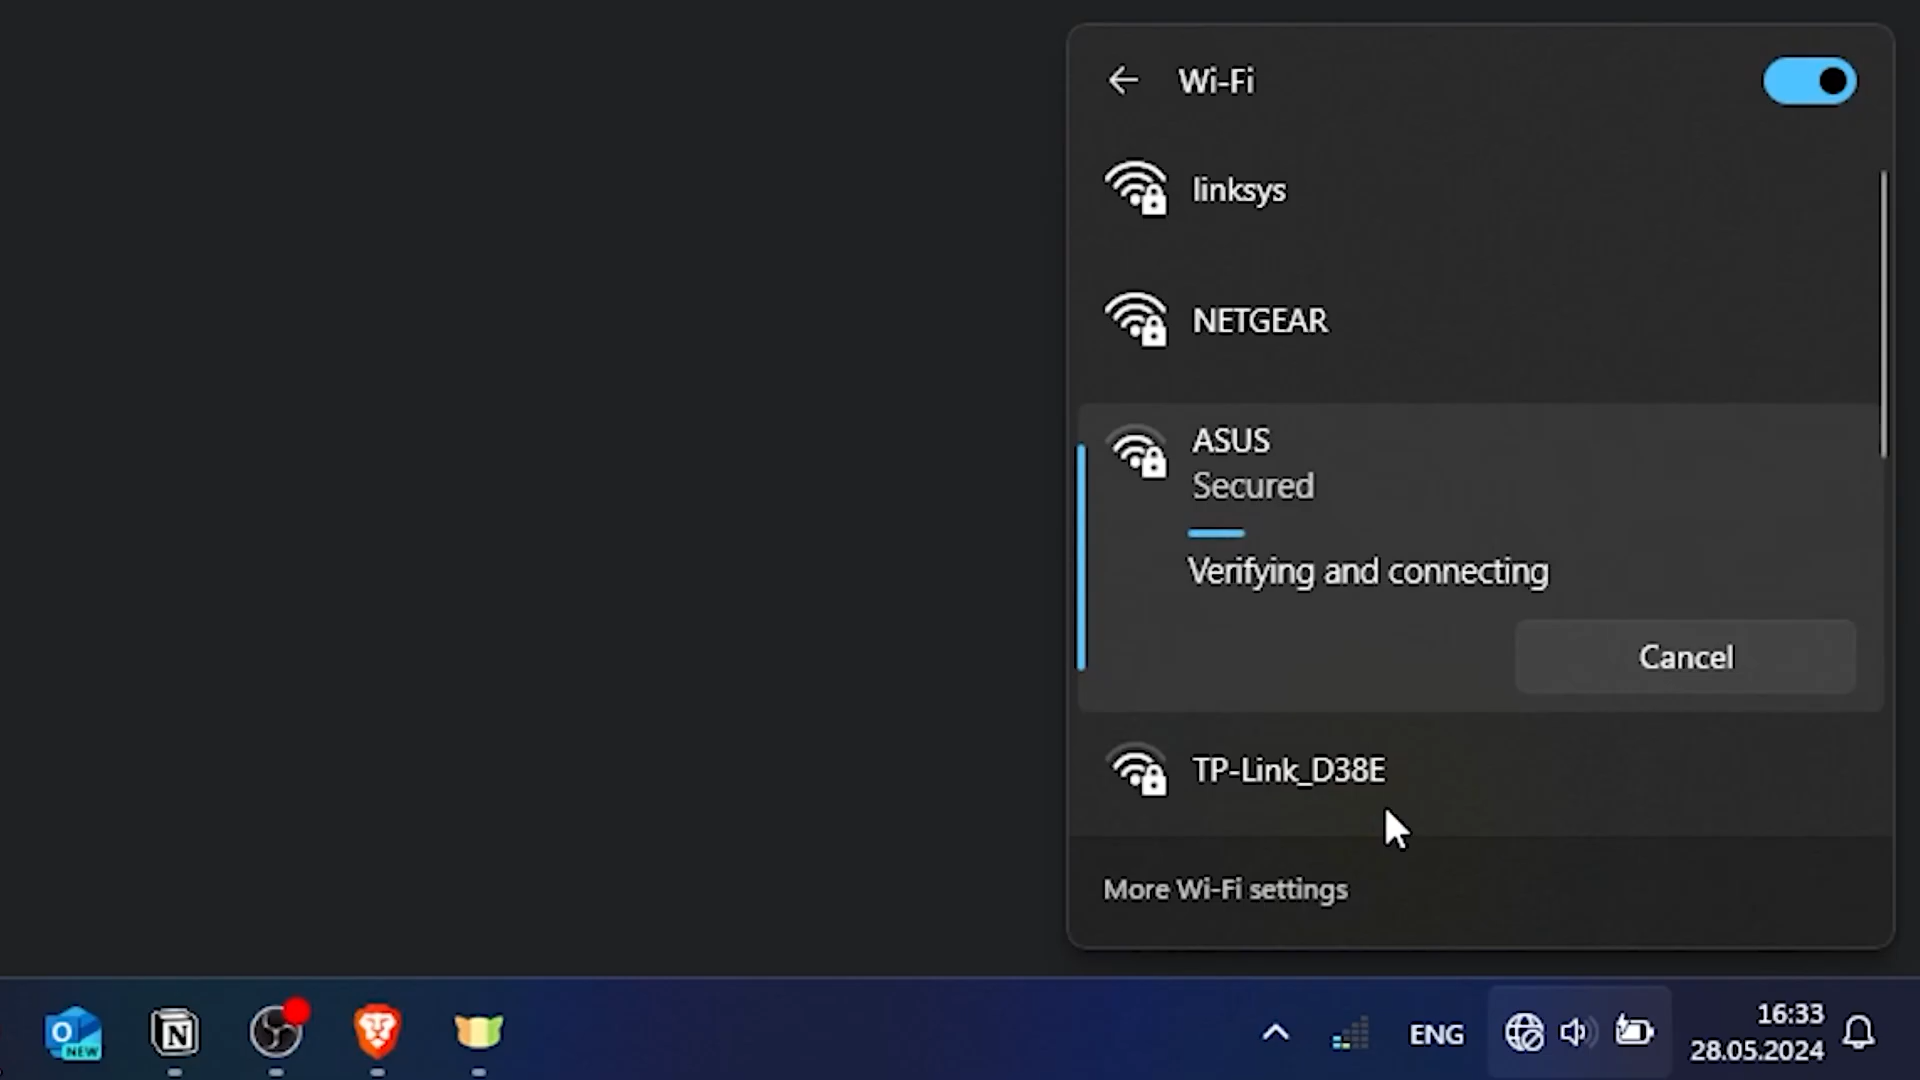 Wi-Fi
linksys
NETGEAR
ASUS
Secured
Verifying and connecting
Cancel
TP-Link_D38E
More Wi-Fi settings
O
NEW
N
ENG
16:33
28.05.2024